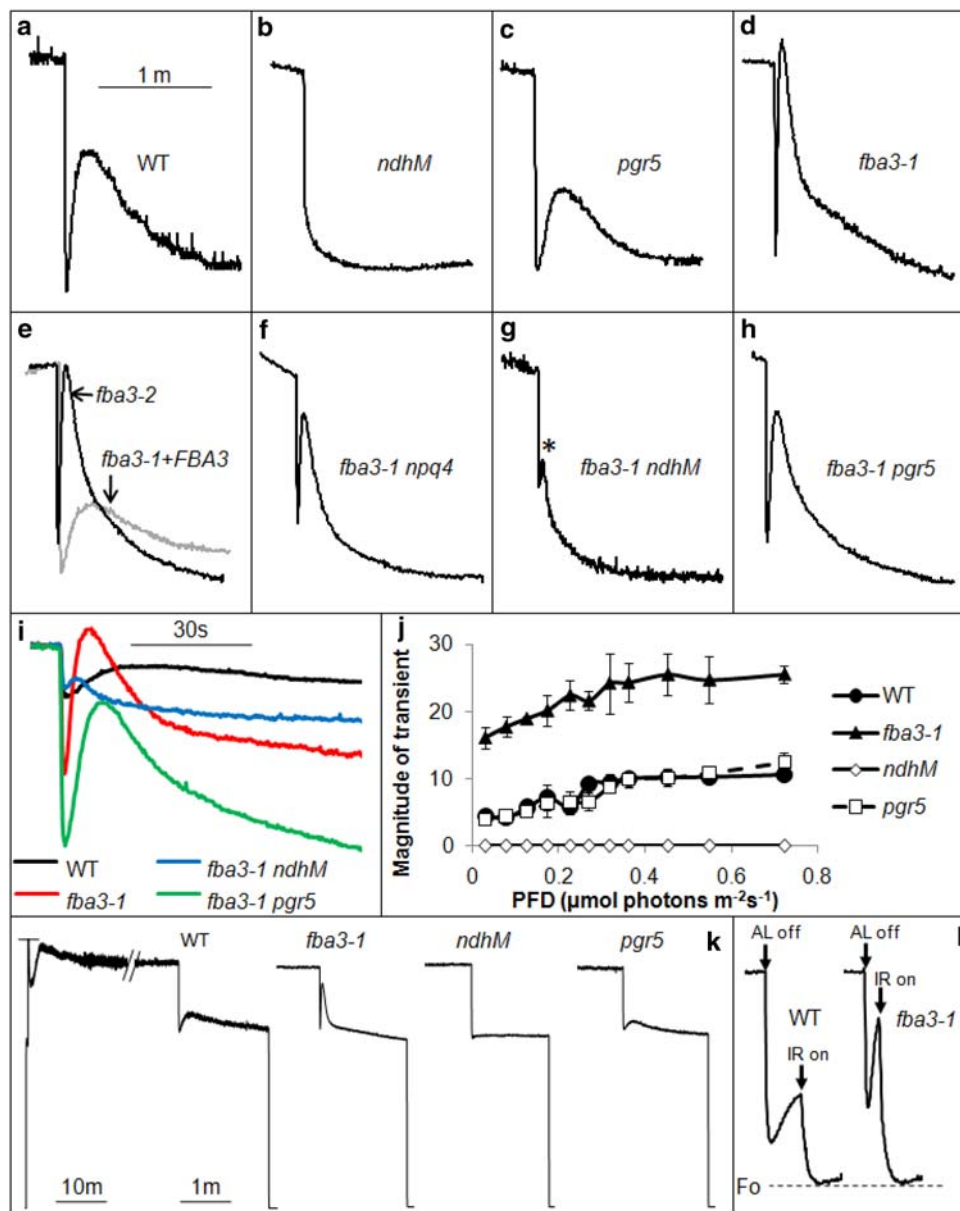 a
1 m
WT
b
ndhM
c
pgr5
d
fba3-1
e
fba3-2
fba3-1+FBA3
f
fba3-1 npq4
g
*
fba3-1 ndhM
h
fba3-1 pgr5
i
30s
WT
fba3-1 ndhM
fba3-1
fba3-1 pgr5
j
Magnitude of transient
30
20
10
0
0 0.2 0.4 0.6 0.8
PFD (µmol photons m-2s-1)
WT
fba3-1
ndhM
pgr5
WT
fba3-1
ndhM
pgr5
k
10m
1m
AL off
AL off
l
IR on
WT
fba3-1
IR on
Fo